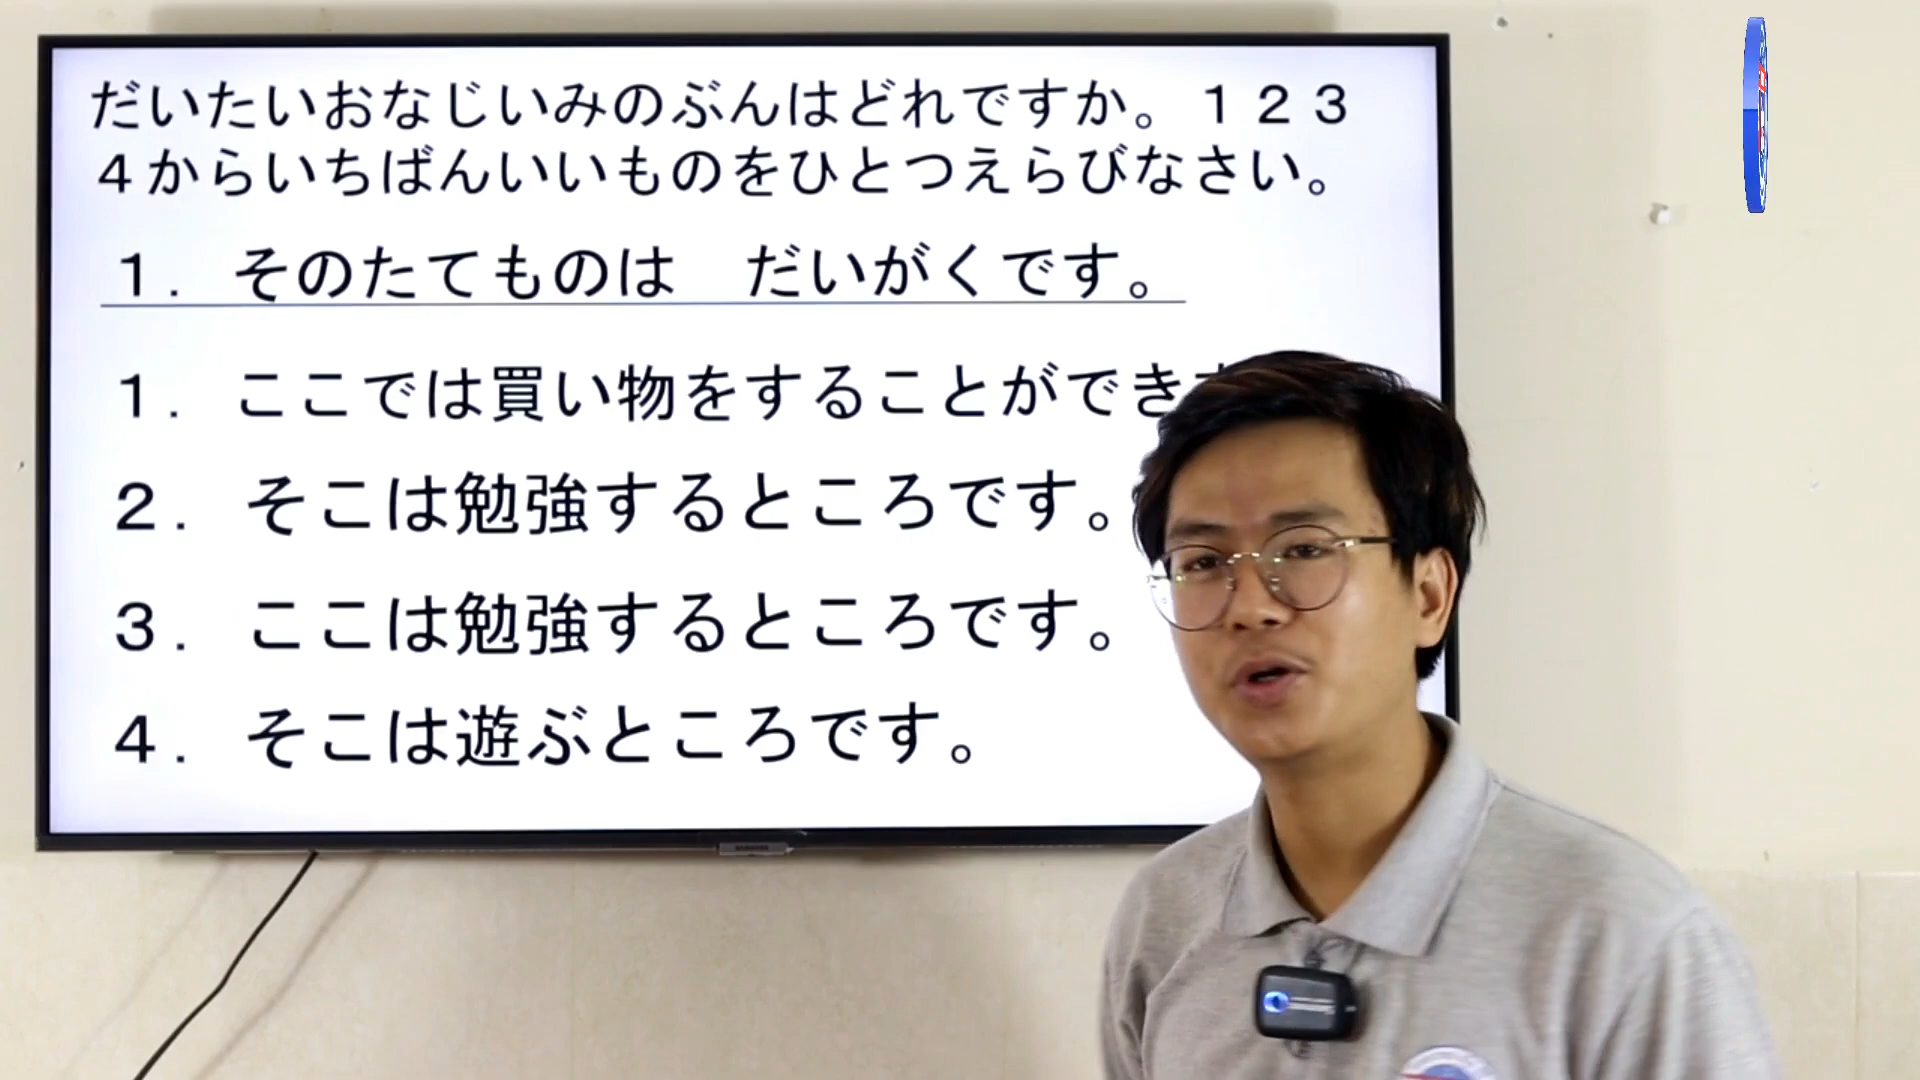 だいたいおなじいみのぶんはどれですか。１２３
４からいちばんいいものをひとつえらびなさい。
１．そのたてものは　だいがくです。
１．ここでは買い物をすることができ
２．そこは勉強するところです。
３．ここは勉強するところです。
４．そこは遊ぶところです。